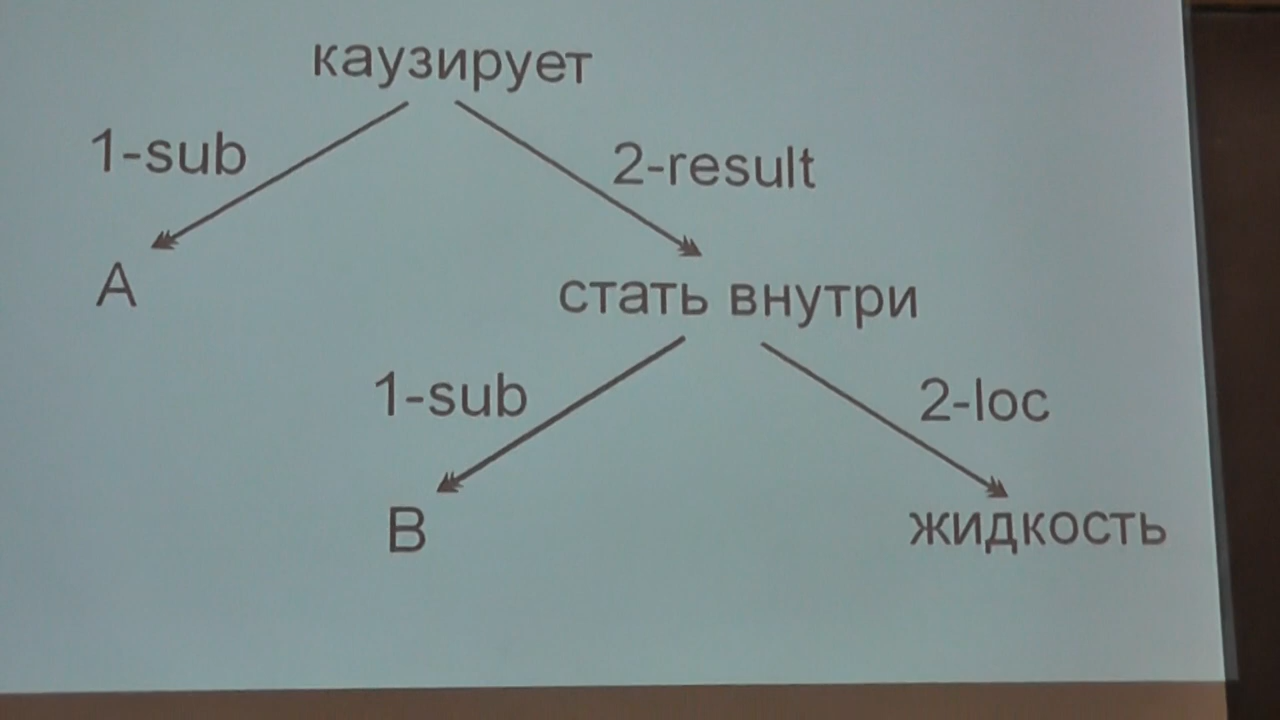 каузирует
1-sub
2-result
А
стать внутри
1-sub
2-loc
В
жидкость